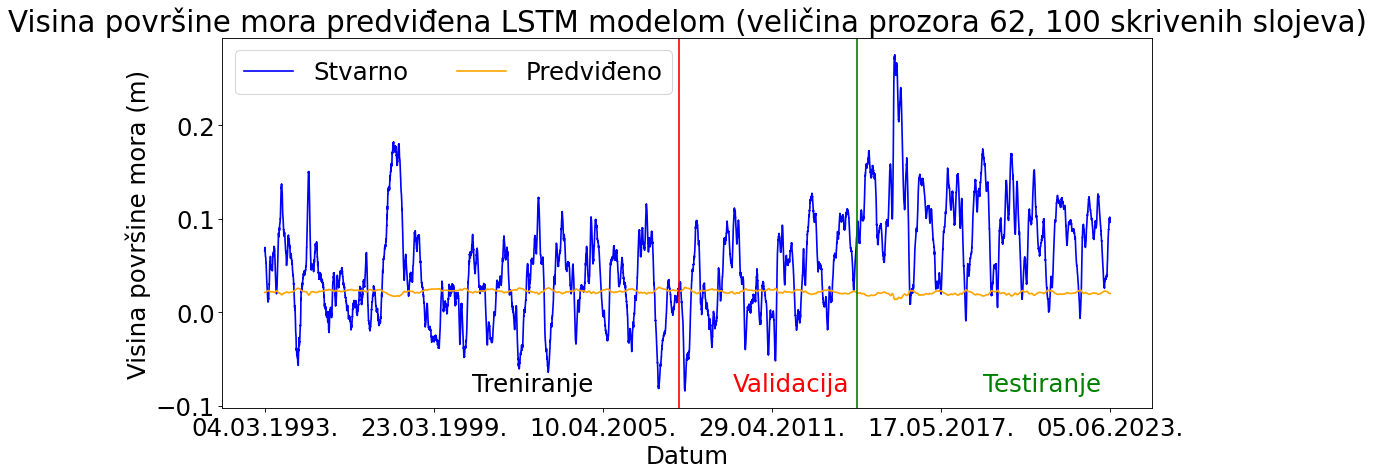 Visina površine mora predviđena LSTM modelom (veličina prozora 62, 100 skrivenih slojeva)
Stvarno Predviđeno
Visina površine mora (m)
0.2
0.1
0.0
−0.1
Treniranje Validacija Testiranje
04.03.1993. 23.03.1999. 10.04.2005. 29.04.2011. 17.05.2017. 05.06.2023.
Datum